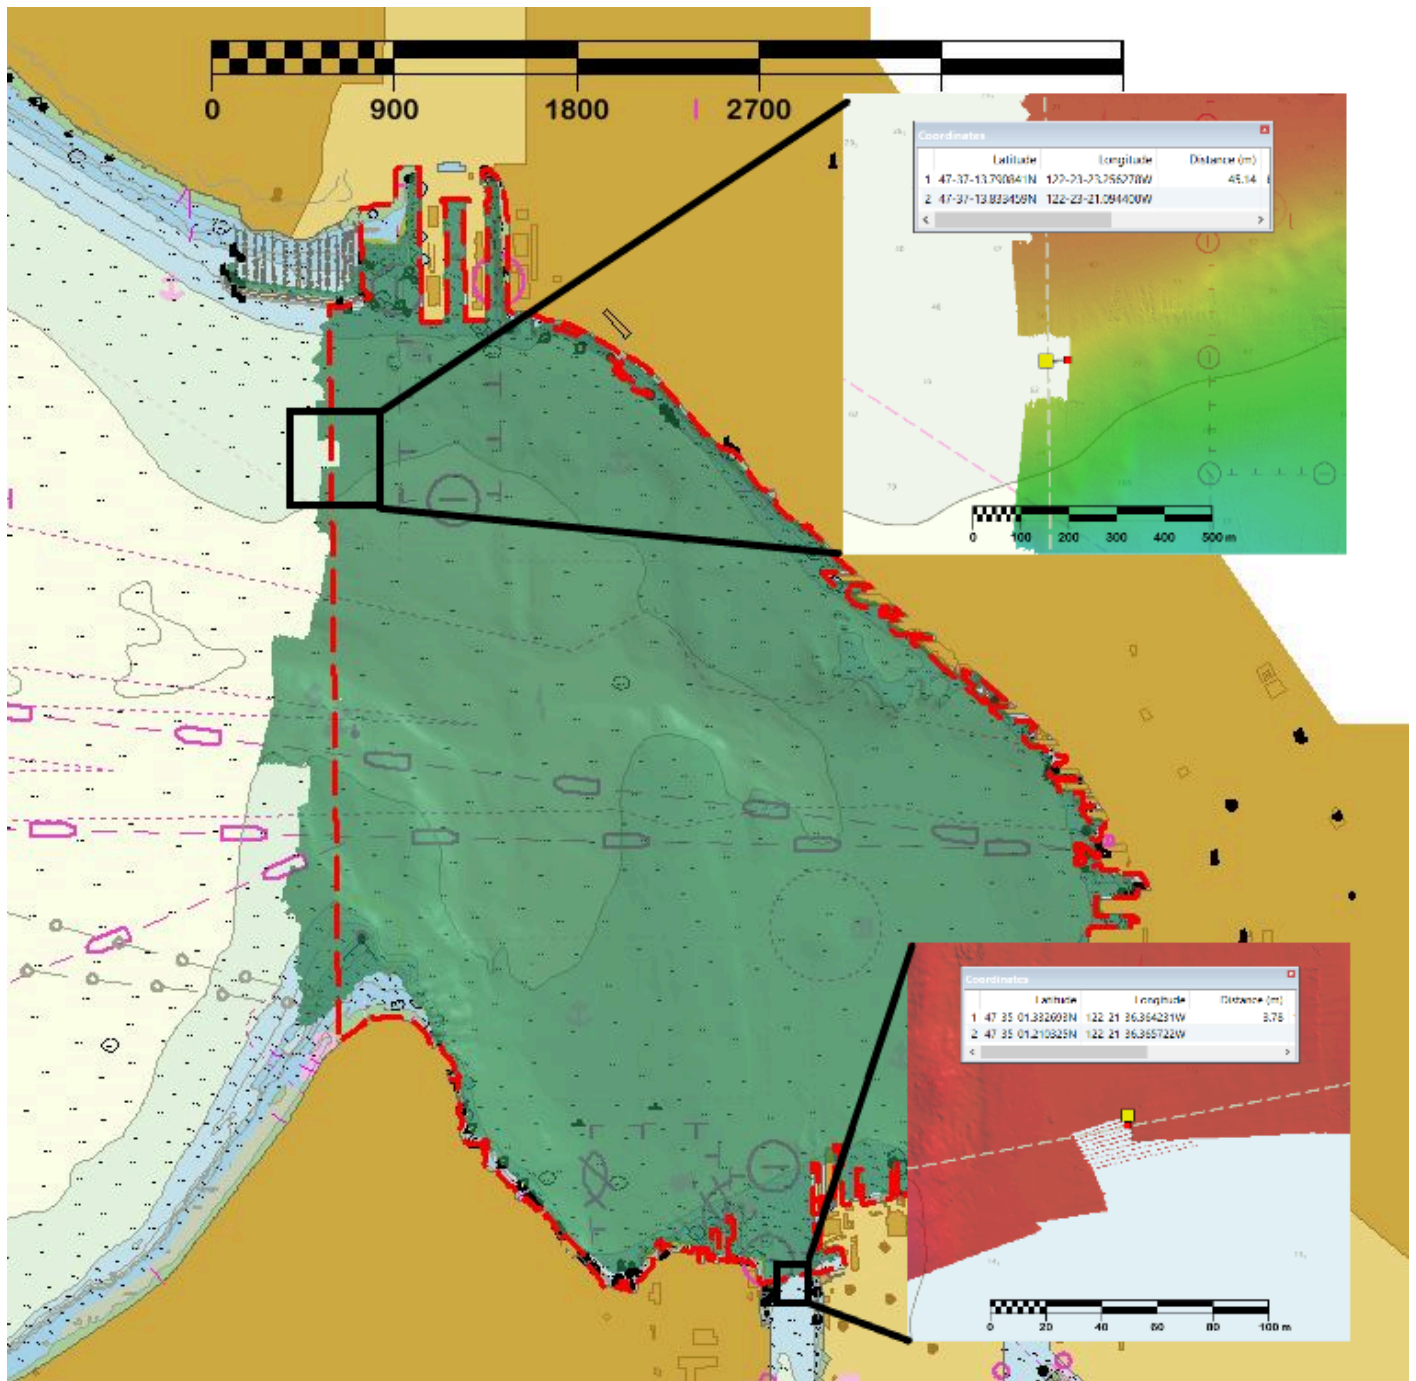 0 900 1800 2700
Coordinates
Latitude Longitude Distance (m)
1 47-37-13.790841N 122-23-23.256278W 45.14
2 47-37-13.833459N 122-23-21.094400W
0 100 200 300 400 500 m
Coordinates
Latitude Longitude Distance (m)
1 47 35 01.332693N 122 21 36.364231W 3.78
2 47 35 01.210325N 122 21 36.365722W
0 20 40 60 80 100 m